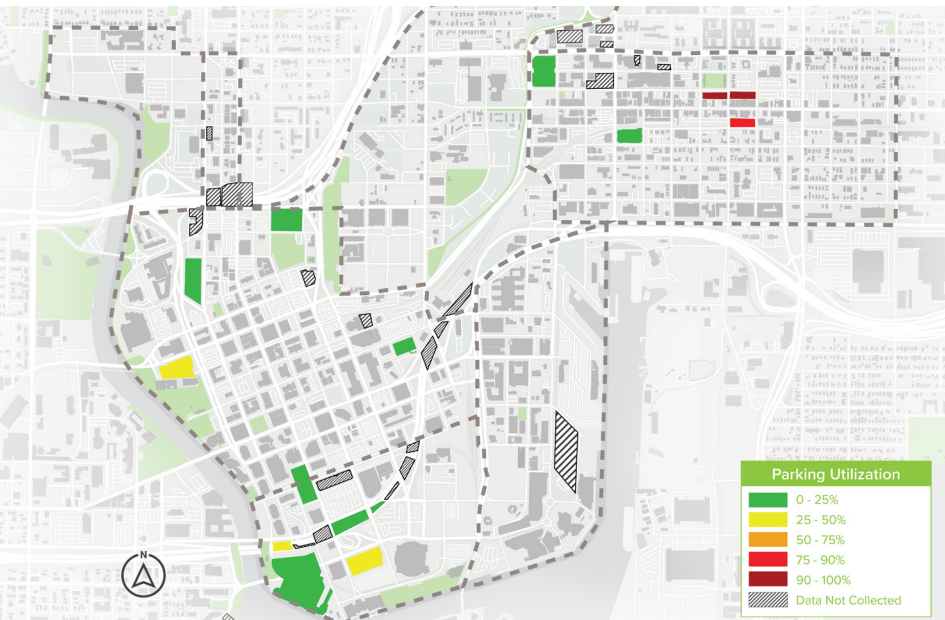 N
Parking Utilization
0 - 25%
25 - 50%
50 - 75%
75 - 90%
90 - 100%
Data Not Collected